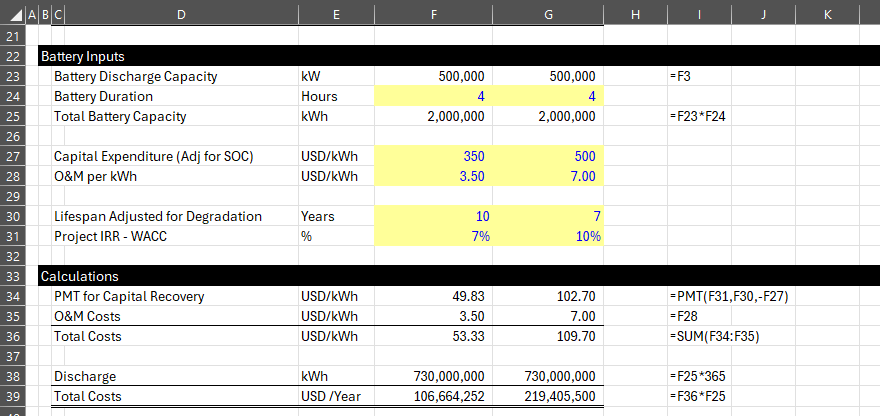 A B C D E F G H I J K
21
22 Battery Inputs
23 Battery Discharge Capacity kW 500,000 500,000 =F3
24 Battery Duration Hours 4 4
25 Total Battery Capacity kWh 2,000,000 2,000,000 =F23*F24
26
27 Capital Expenditure (Adj for SOC) USD/kWh 350 500
28 O&M per kWh USD/kWh 3.50 7.00
29
30 Lifespan Adjusted for Degradation Years 10 7
31 Project IRR - WACC % 7% 10%
32
33 Calculations
34 PMT for Capital Recovery USD/kWh 49.83 102.70 =PMT(F31,F30,-F27)
35 O&M Costs USD/kWh 3.50 7.00 =F28
36 Total Costs USD/kWh 53.33 109.70 =SUM(F34:F35)
37
38 Discharge kWh 730,000,000 730,000,000 =F25*365
39 Total Costs USD /Year 106,664,252 219,405,500 =F36*F25